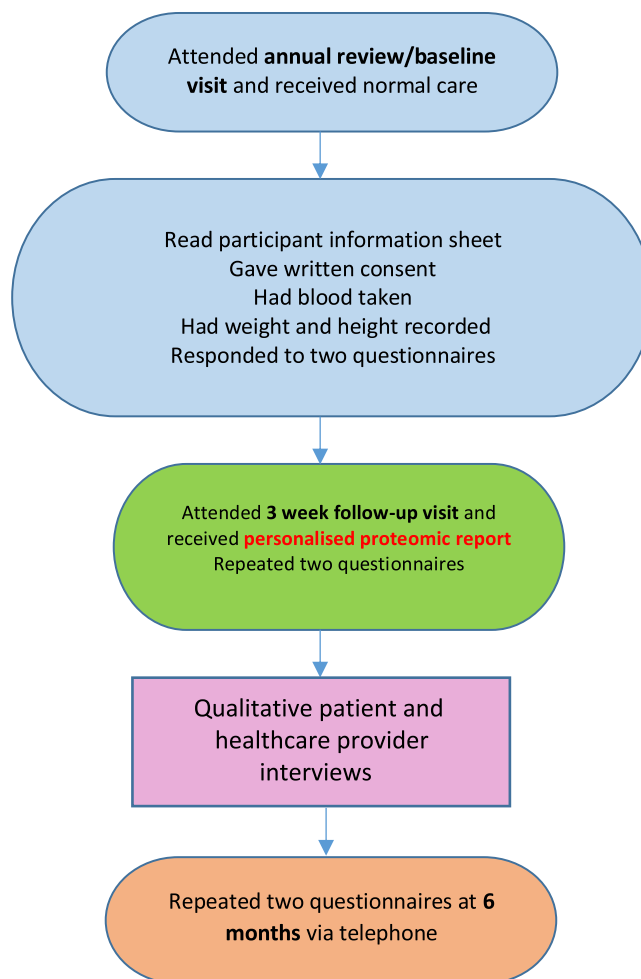 Attended annual review/baseline
visit and received normal care
Read participant information sheet
Gave written consent
Had blood taken
Had weight and height recorded
Responded to two questionnaires
Attended 3 week follow-up visit and
received personalised proteomic report
Repeated two questionnaires
Qualitative patient and
healthcare provider
interviews
Repeated two questionnaires at 6
months via telephone